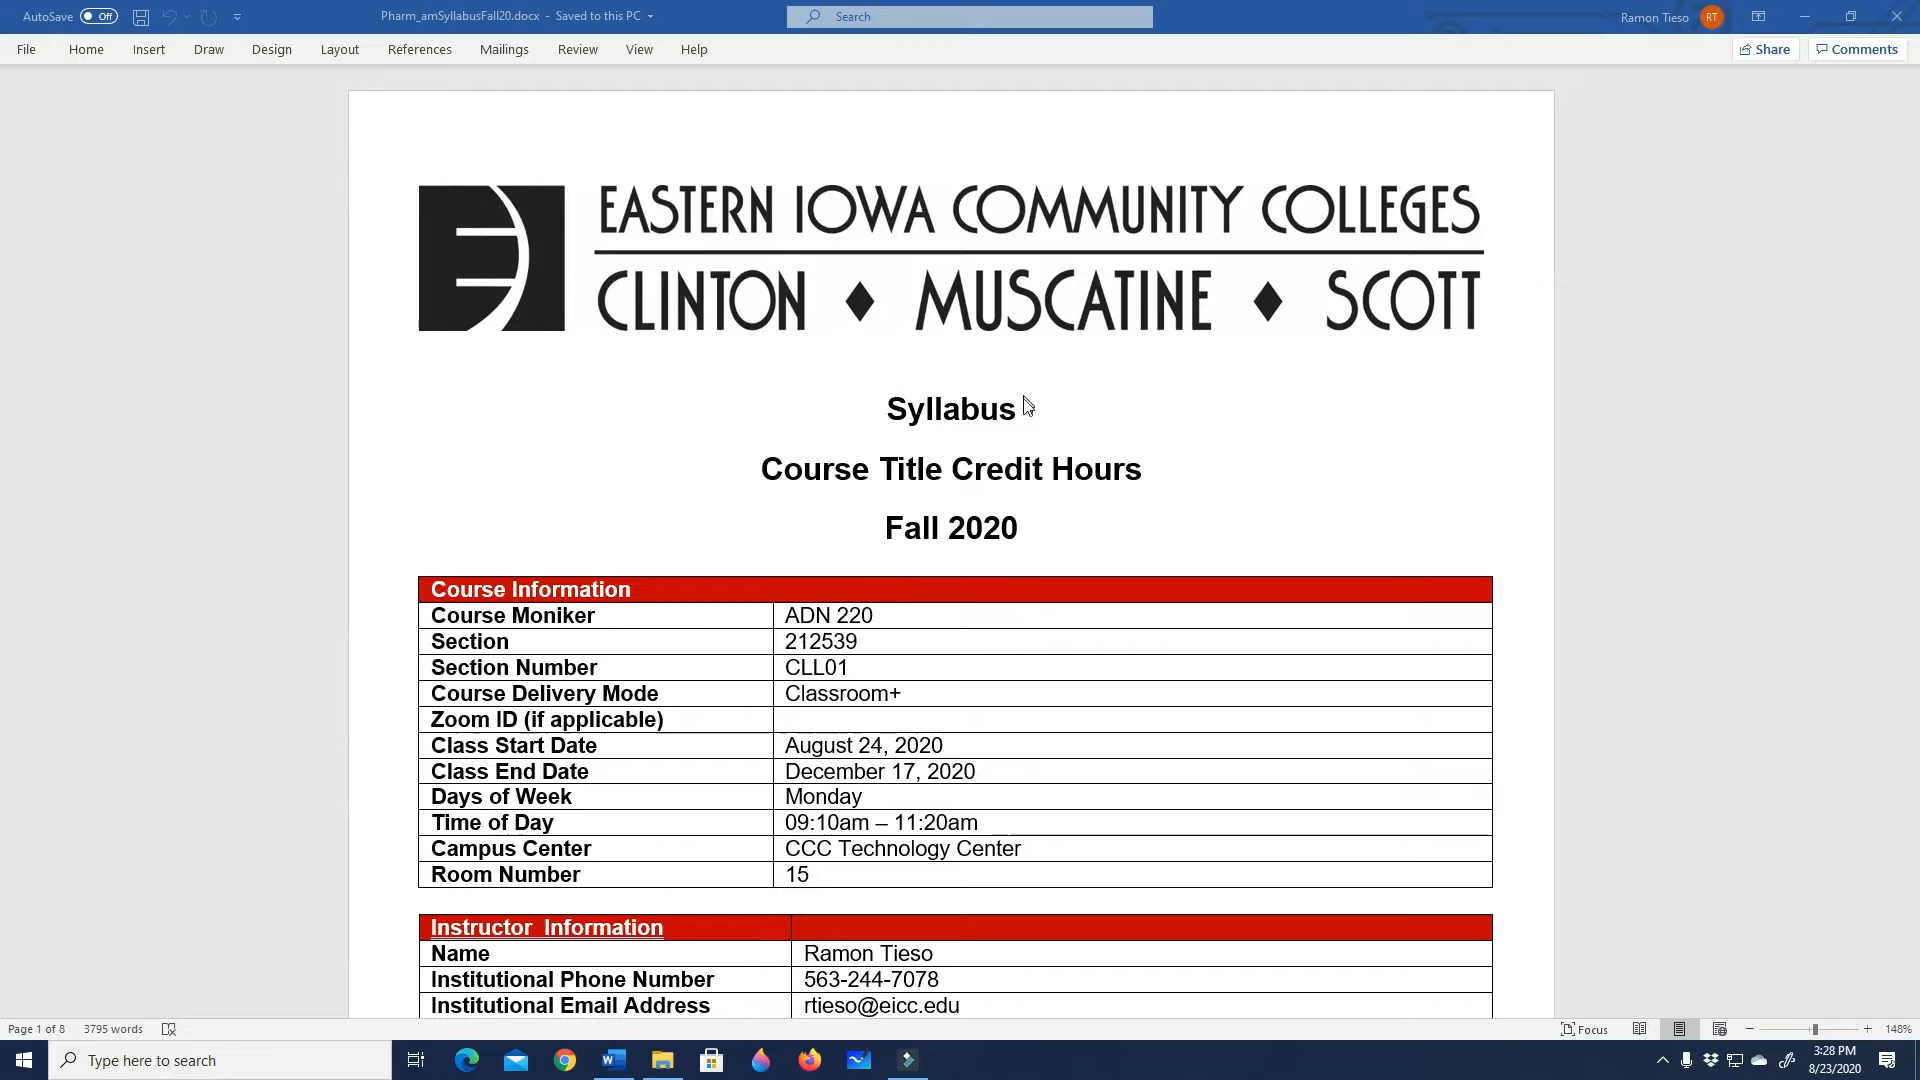 AutoSave Off Pharm_amSyllabusFall20.docx - Saved to this PC Search Ramon Tieso RT
File Home Insert Draw Design Layout References Mailings Review View Help Share Comments
EASTERN IOWA COMMUNITY COLLEGES
CLINTON ♦ MUSCATINE ♦ SCOTT
Syllabus
Course Title Credit Hours
Fall 2020
Course Information
Course Moniker ADN 220
Section 212539
Section Number CLL01
Course Delivery Mode Classroom+
Zoom ID (if applicable)
Class Start Date August 24, 2020
Class End Date December 17, 2020
Days of Week Monday
Time of Day 09:10am – 11:20am
Campus Center CCC Technology Center
Room Number 15
Instructor Information
Name Ramon Tieso
Institutional Phone Number 563-244-7078
Institutional Email Address rtieso@eicc.edu
Page 1 of 8 3795 words Focus 148%
Type here to search 3:28 PM
8/23/2020